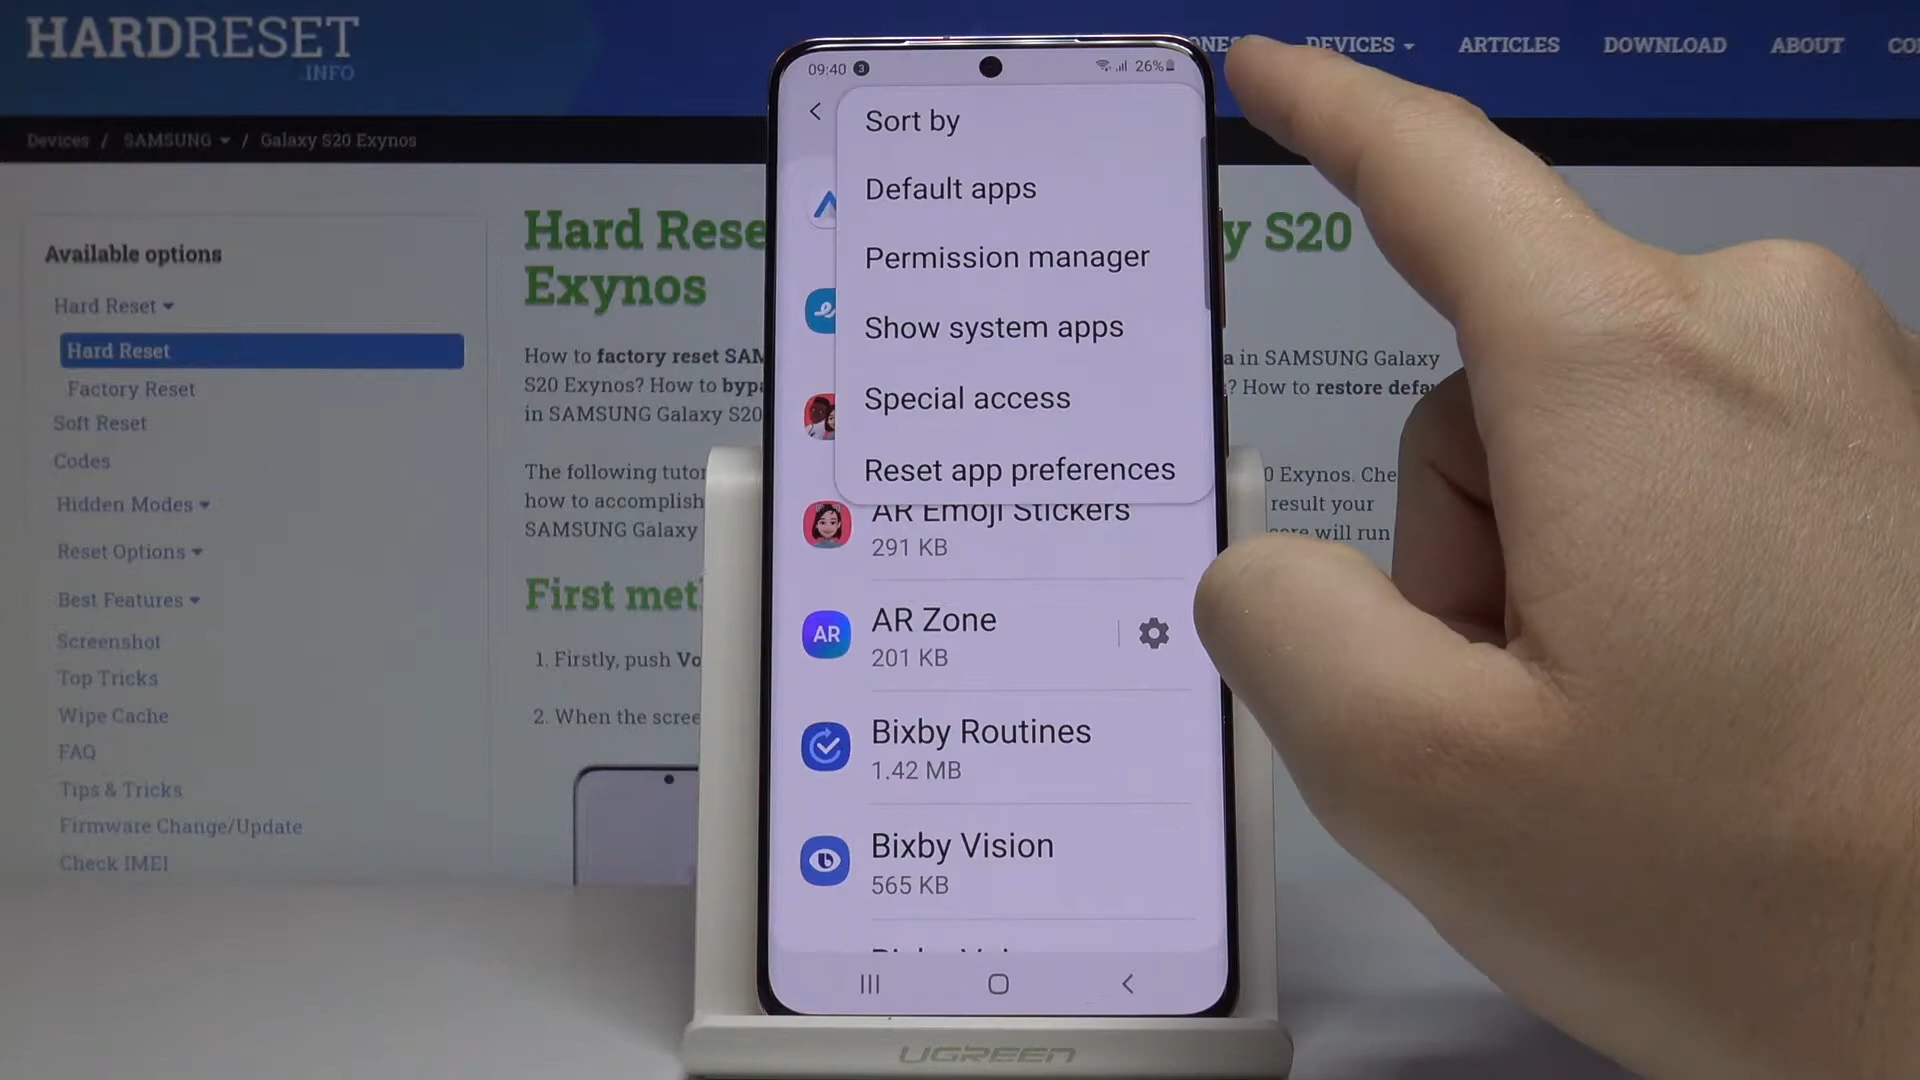 HARDRESET
.INFO
DEVICES
ARTICLES
DOWNLOAD
ABOUT
Devices / SAMSUNG / Galaxy S20 Exynos
Available options
Hard Reset
Hard Reset
Factory Reset
Soft Reset
Codes
Hidden Modes
Reset Options
Best Features
Screenshot
Top Tricks
Wipe Cache
FAQ
Tips & Tricks
Firmware Change/Update
Check IMEI
Hard Rese
y S20
Exynos
How to factory reset SAM
a in SAMSUNG Galaxy
S20 Exynos? How to bypa
? How to restore defau
in SAMSUNG Galaxy S20
The following tutor
0 Exynos. Che
how to accomplish
result your
SAMSUNG Galaxy
will run
First met
1. Firstly, push Vo
2. When the scree
09:40 3
26%
Sort by
Default apps
Permission manager
Show system apps
Special access
Reset app preferences
AR Emoji Stickers
291 KB
AR
AR Zone
201 KB
Bixby Routines
1.42 MB
Bixby Vision
565 KB
UGREEN